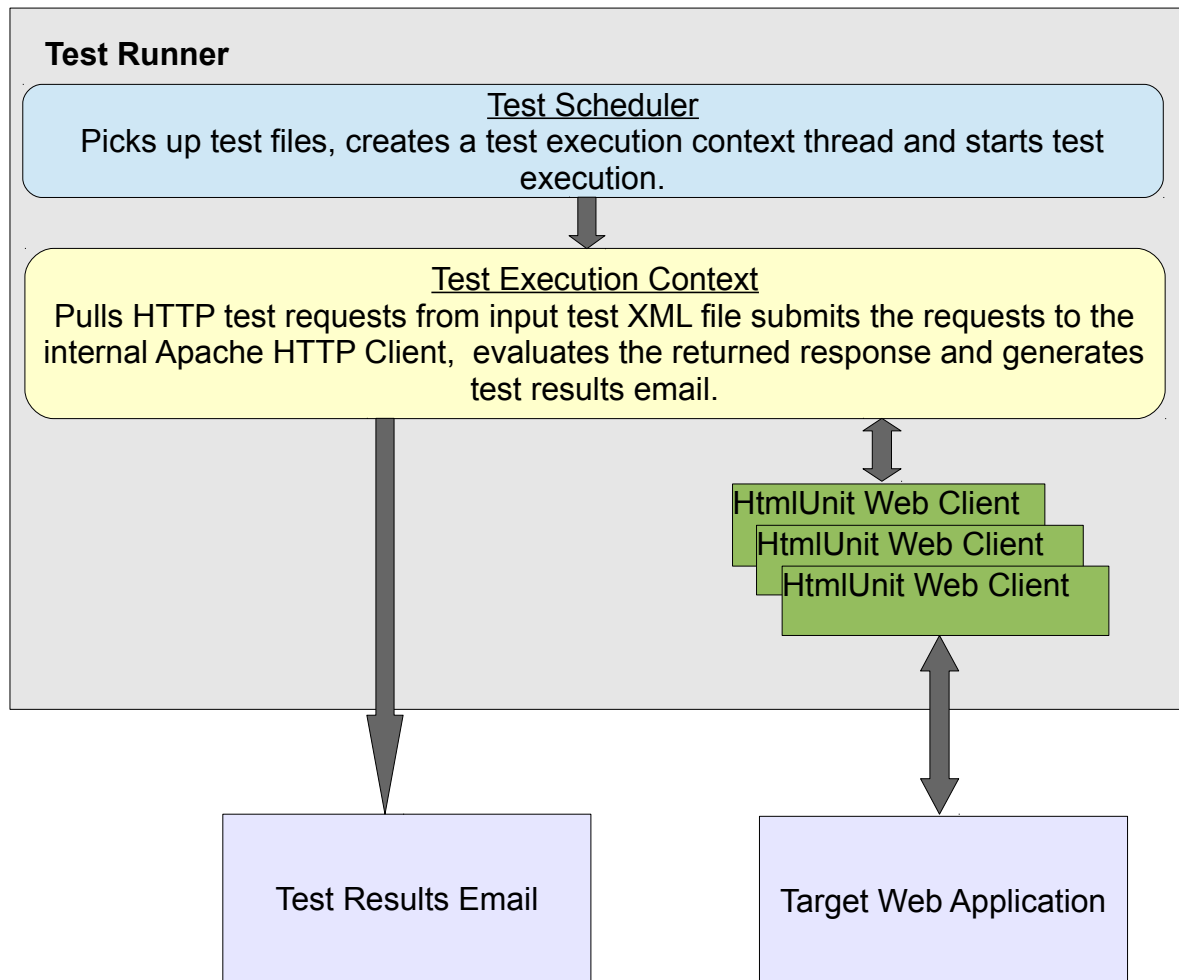 Test Runner
Test Scheduler
Picks up test files, creates a test execution context thread and starts test
execution.
Test Execution Context
Pulls HTTP test requests from input test XML file submits the requests to the
internal Apache HTTP Client,  evaluates the returned response and generates
test results email.
HtmlUnit Web Client
HtmlUnit Web Client
HtmlUnit Web Client
Test Results Email
Target Web Application